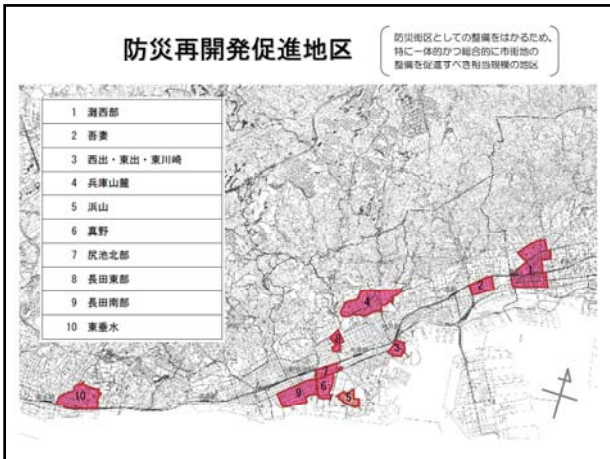 防災再開発促進地区
防災街区としての整備をはかるため、
特に一体的かつ総合的に市街地の
整備を促進すべき相当規模の地区
1 灘西部
2 吾妻
3 西出・東出・東川崎
4 兵庫山麓
5 浜山
6 真野
7 尻池北部
8 長田東部
9 長田南部
10 東垂水
1
2
4
3
8
7
6
9
5
10